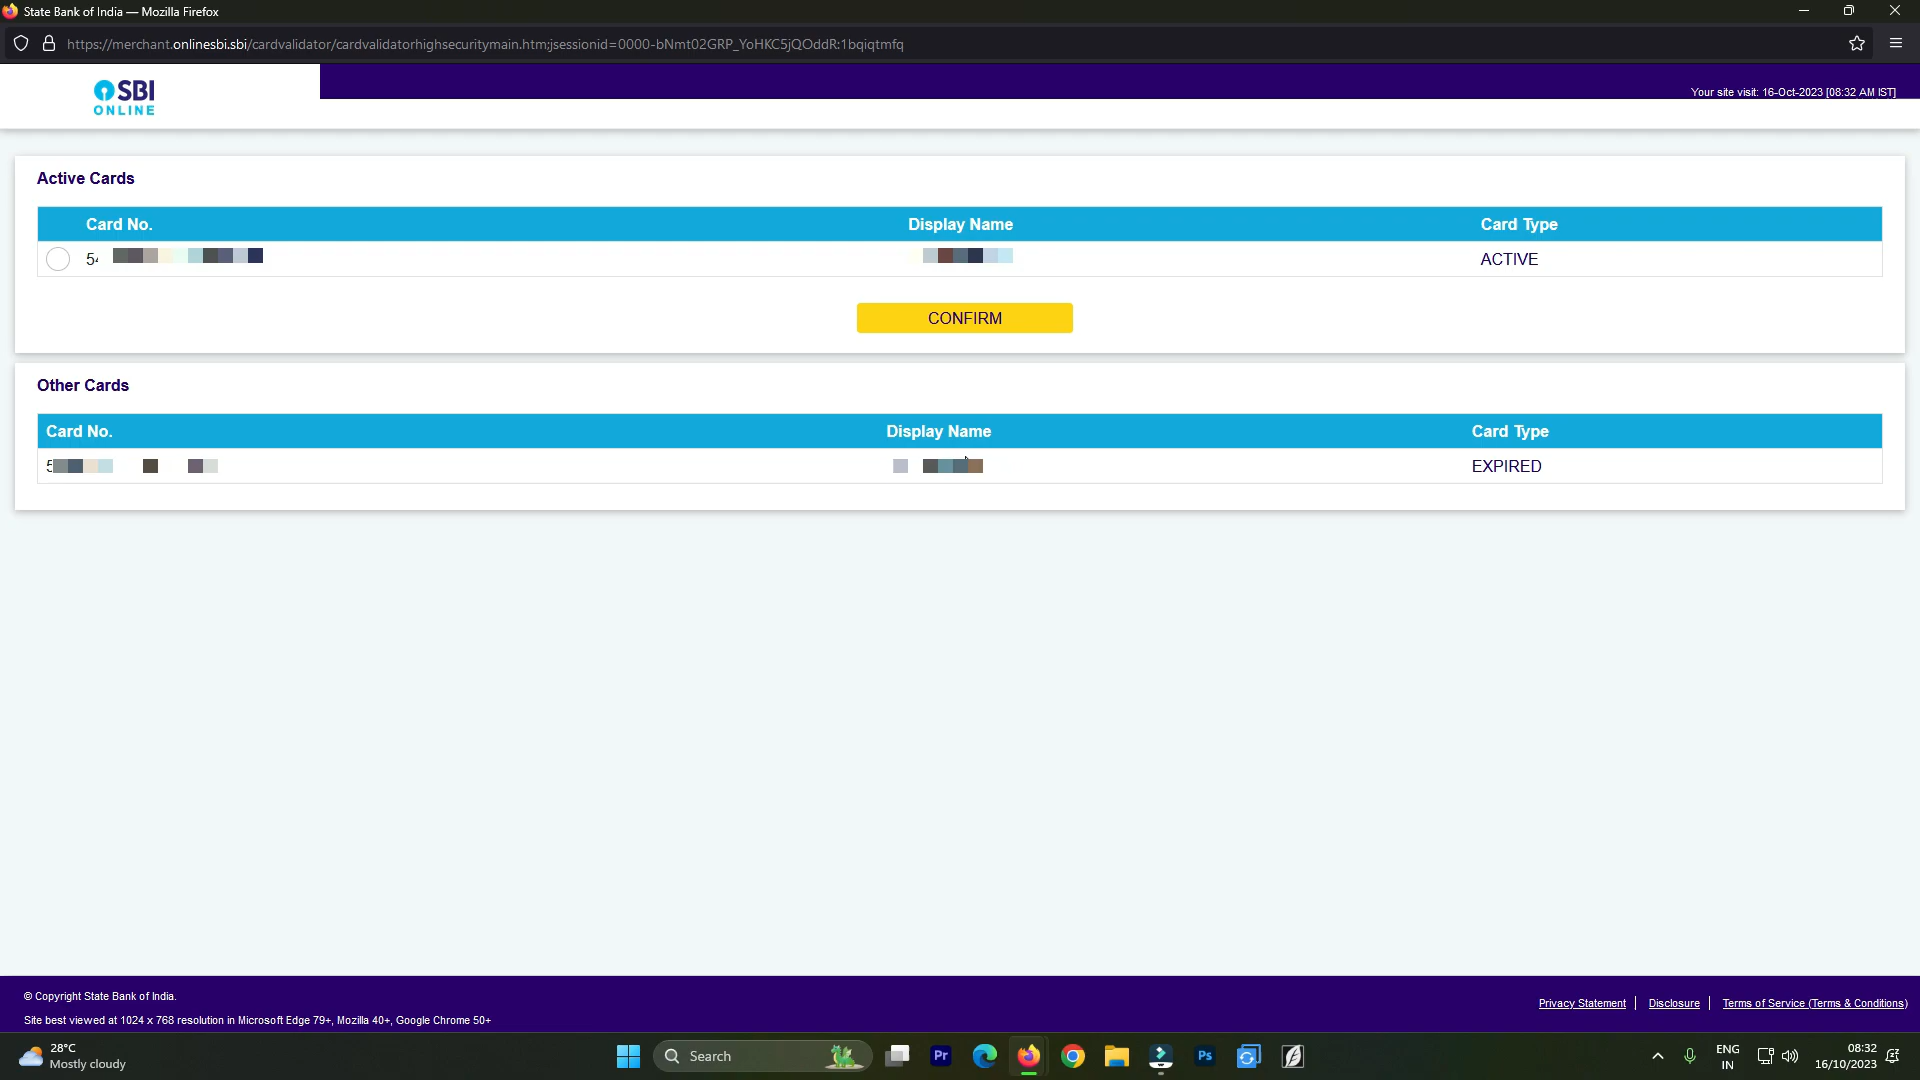 State Bank of India — Mozilla Firefox
https://merchant.onlinesbi.sbi/cardvalidator/cardvalidatorhighsecuritymain.htm;jsessionid=0000-bNmt02GRP_YoHKC5jQOddR:1bqiqtmfq
SBI
ONLINE
Your site visit: 16-Oct-2023 [08:32 AM IST]
Active Cards
Card No. Display Name Card Type
ACTIVE
CONFIRM
Other Cards
Card No. Display Name Card Type
EXPIRED
© Copyright State Bank of India.
Site best viewed at 1024 x 768 resolution in Microsoft Edge 79+, Mozilla 40+, Google Chrome 50+
Privacy Statement Disclosure Terms of Service (Terms & Conditions)
28°C
Mostly cloudy
Search
Pr
Ps
ENG
IN
08:32
16/10/2023